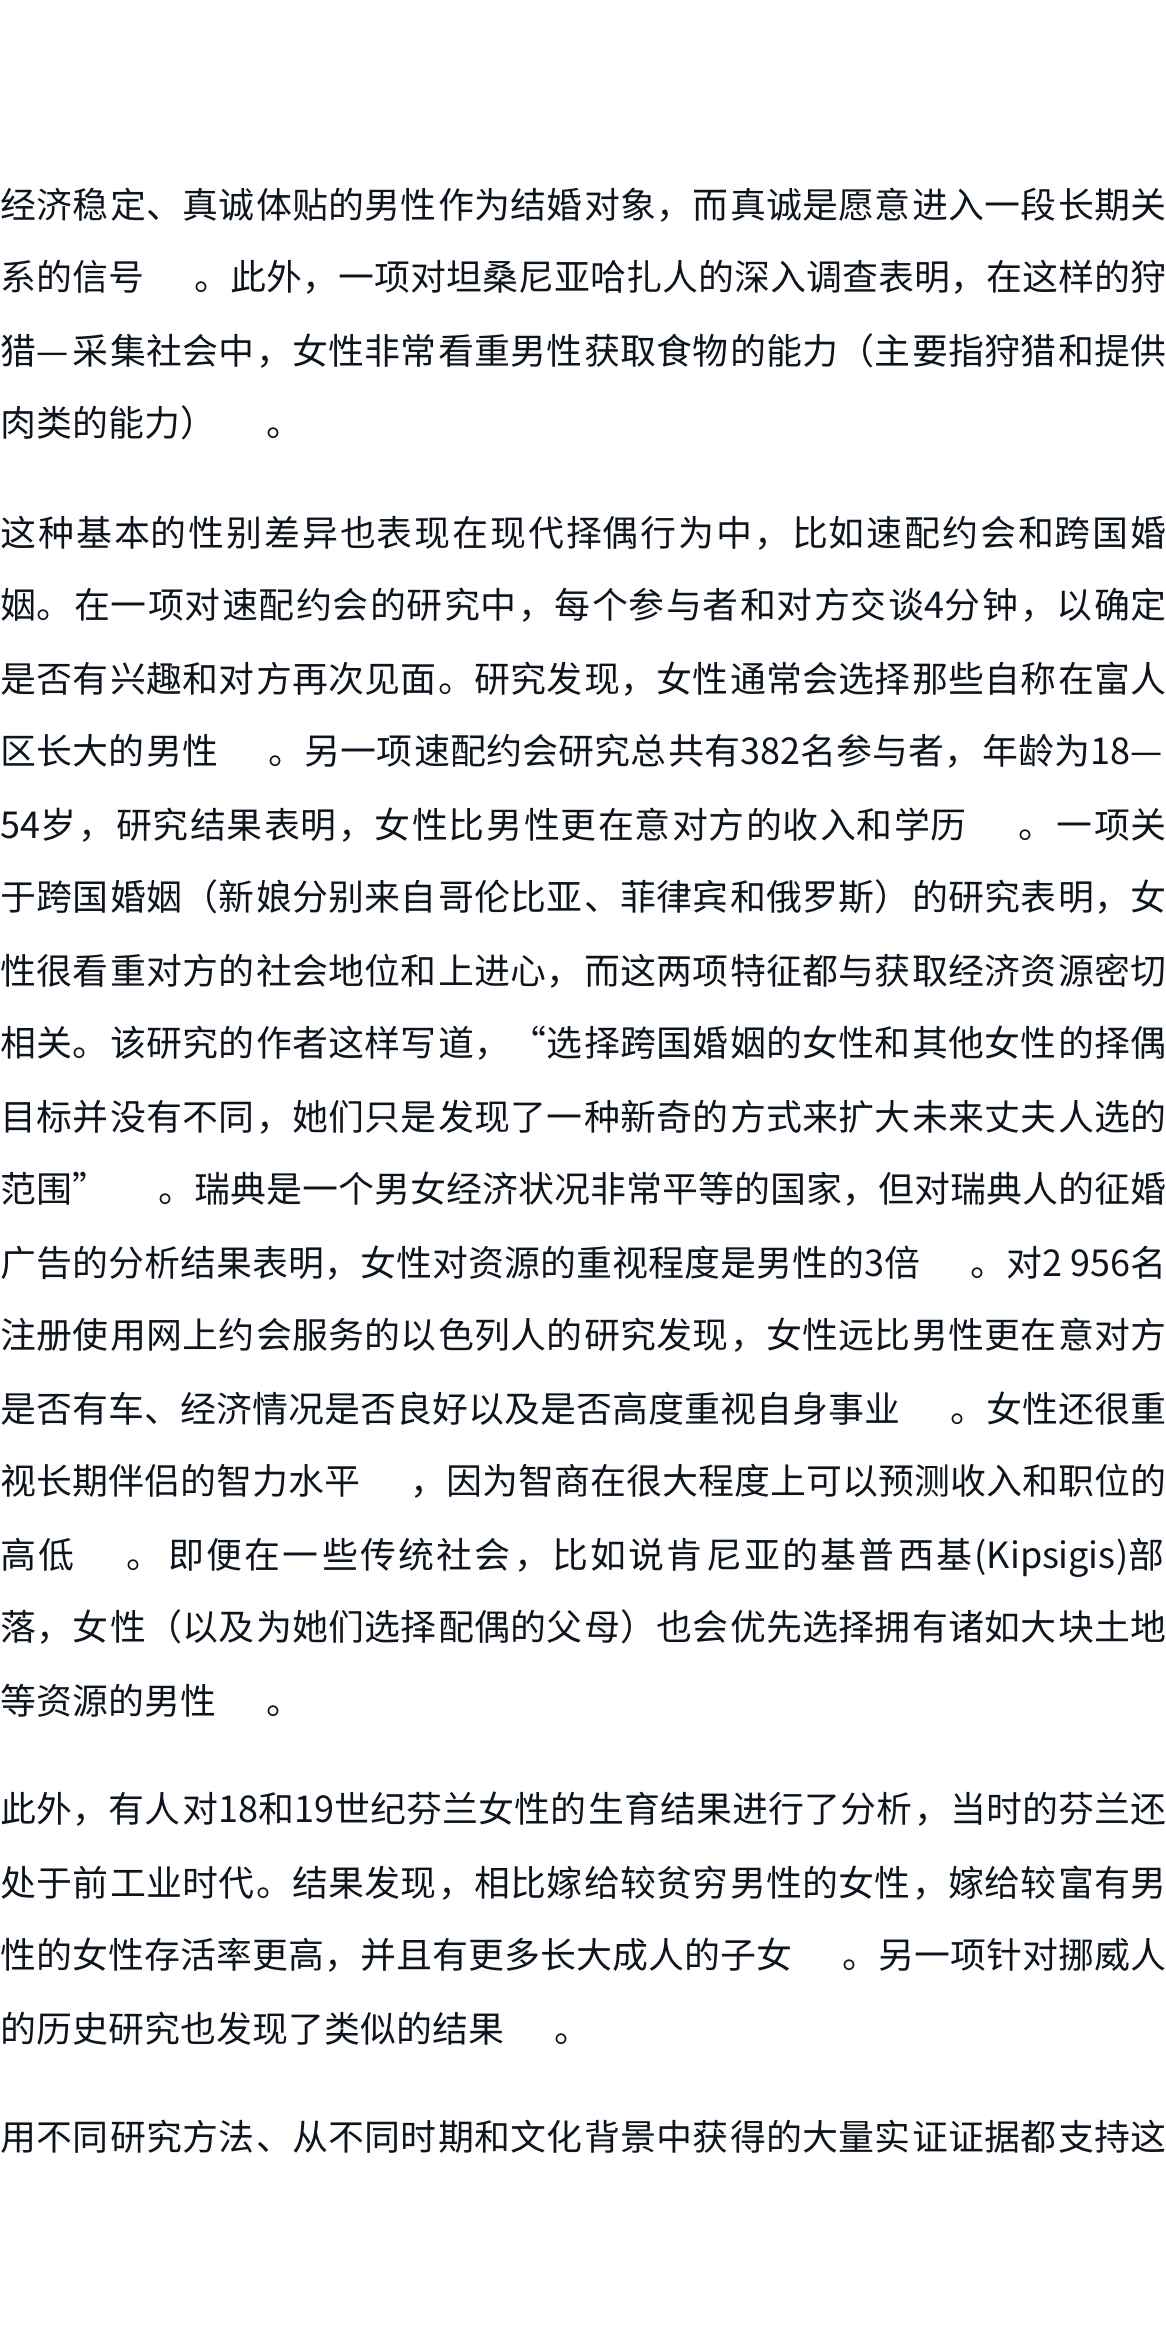 经济稳定、真诚体贴的男性作为结婚对象，而真诚是愿意进入一段长期关
系的信号 。此外，一项对坦桑尼亚哈扎人的深入调查表明，在这样的狩
猎—采集社会中，女性非常看重男性获取食物的能力（主要指狩猎和提供
肉类的能力） 。
这种基本的性别差异也表现在现代择偶行为中，比如速配约会和跨国婚
姻。在一项对速配约会的研究中，每个参与者和对方交谈4分钟，以确定
是否有兴趣和对方再次见面。研究发现，女性通常会选择那些自称在富人
区长大的男性 。另一项速配约会研究总共有382名参与者，年龄为18—
54岁，研究结果表明，女性比男性更在意对方的收入和学历 。一项关
于跨国婚姻（新娘分别来自哥伦比亚、菲律宾和俄罗斯）的研究表明，女
性很看重对方的社会地位和上进心，而这两项特征都与获取经济资源密切
相关。该研究的作者这样写道，“选择跨国婚姻的女性和其他女性的择偶
目标并没有不同，她们只是发现了一种新奇的方式来扩大未来丈夫人选的
范围” 。瑞典是一个男女经济状况非常平等的国家，但对瑞典人的征婚
广告的分析结果表明，女性对资源的重视程度是男性的3倍 。对2 956名
注册使用网上约会服务的以色列人的研究发现，女性远比男性更在意对方
是否有车、经济情况是否良好以及是否高度重视自身事业 。女性还很重
视长期伴侣的智力水平 ，因为智商在很大程度上可以预测收入和职位的
高低 。即便在一些传统社会，比如说肯尼亚的基普西基(Kipsigis)部
落，女性（以及为她们选择配偶的父母）也会优先选择拥有诸如大块土地
等资源的男性 。
此外，有人对18和19世纪芬兰女性的生育结果进行了分析，当时的芬兰还
处于前工业时代。结果发现，相比嫁给较贫穷男性的女性，嫁给较富有男
性的女性存活率更高，并且有更多长大成人的子女 。另一项针对挪威人
的历史研究也发现了类似的结果 。
用不同研究方法、从不同时期和文化背景中获得的大量实证证据都支持这